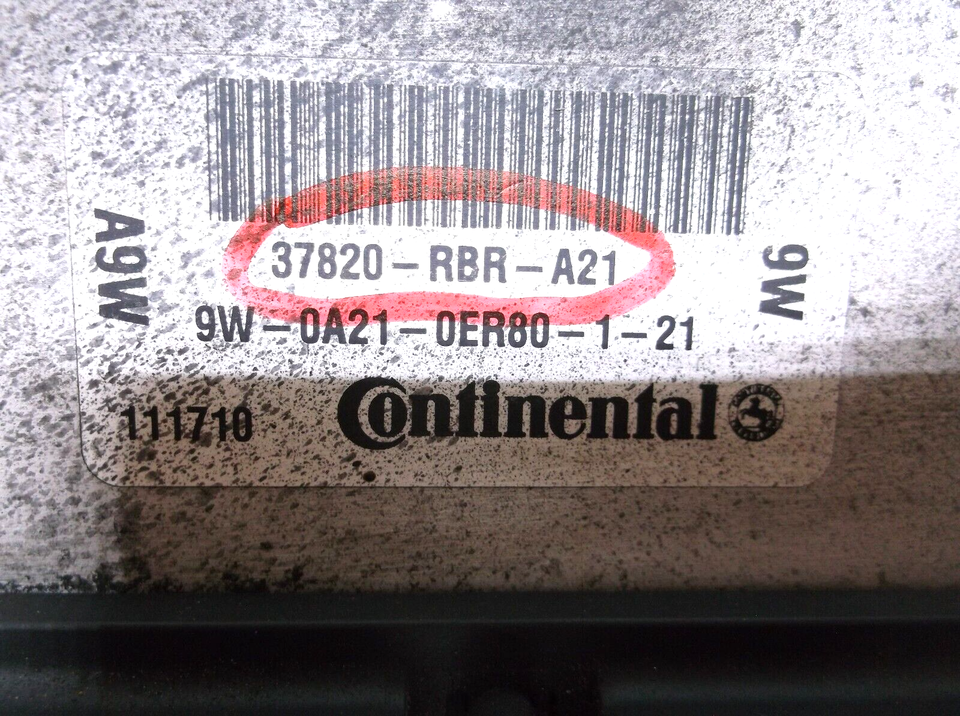 37820-RBR-A21
9W-0A21-0ER80-1-21
A9W
9W
111710
Continental